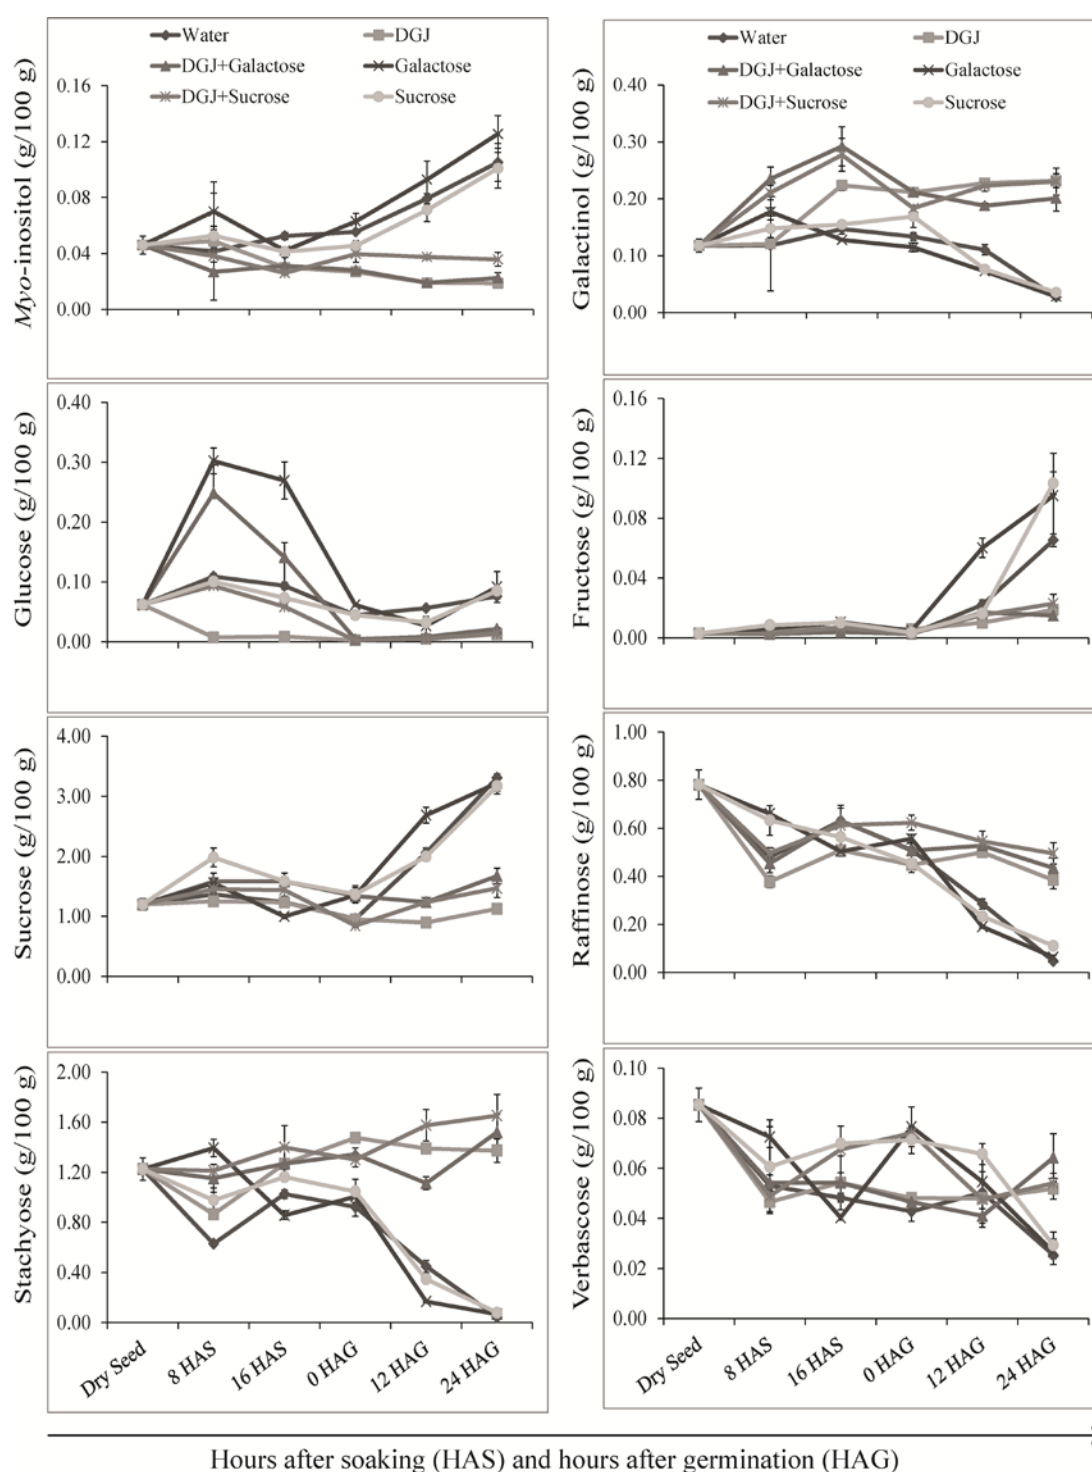 Water DGJ
DGJ+Galactose Galactose
DGJ+Sucrose Sucrose
Myo-inositol (g/100 g)
0.16
0.12
0.08
0.04
0.00
Water DGJ
DGJ+Galactose Galactose
DGJ+Sucrose Sucrose
Galactinol (g/100 g)
0.40
0.30
0.20
0.10
0.00
Glucose (g/100 g)
0.40
0.30
0.20
0.10
0.00
Fructose (g/100 g)
0.16
0.12
0.08
0.04
0.00
Sucrose (g/100 g)
4.00
3.00
2.00
1.00
0.00
Raffinose (g/100 g)
1.00
0.80
0.60
0.40
0.20
0.00
Stachyose (g/100 g)
2.00
1.60
1.20
0.80
0.40
0.00
Dry Seed 8 HAS 16 HAS 0 HAG 12 HAG 24 HAG
Verbascose (g/100 g)
0.10
0.08
0.06
0.04
0.02
0.00
Dry Seed 8 HAS 16 HAS 0 HAG 12 HAG 24 HAG
Hours after soaking (HAS) and hours after germination (HAG)